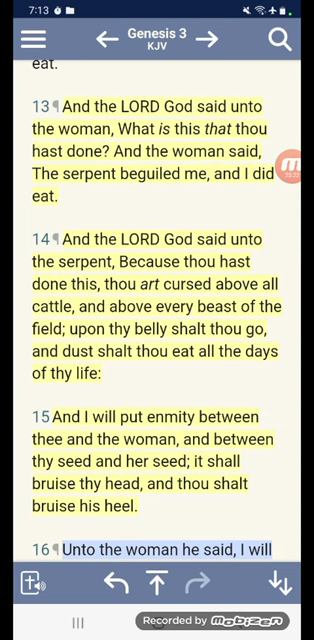 7:13
Genesis 3
KJV
eat.
13 ¶ And the LORD God said unto
the woman, What is this that thou
hast done? And the woman said,
The serpent beguiled me, and I did
eat.
14 ¶ And the LORD God said unto
the serpent, Because thou hast
done this, thou art cursed above all
cattle, and above every beast of the
field; upon thy belly shalt thou go,
and dust shalt thou eat all the days
of thy life:
15 And I will put enmity between
thee and the woman, and between
thy seed and her seed; it shall
bruise thy head, and thou shalt
bruise his heel.
16 ¶ Unto the woman he said, I will
Recorded by Mobizen